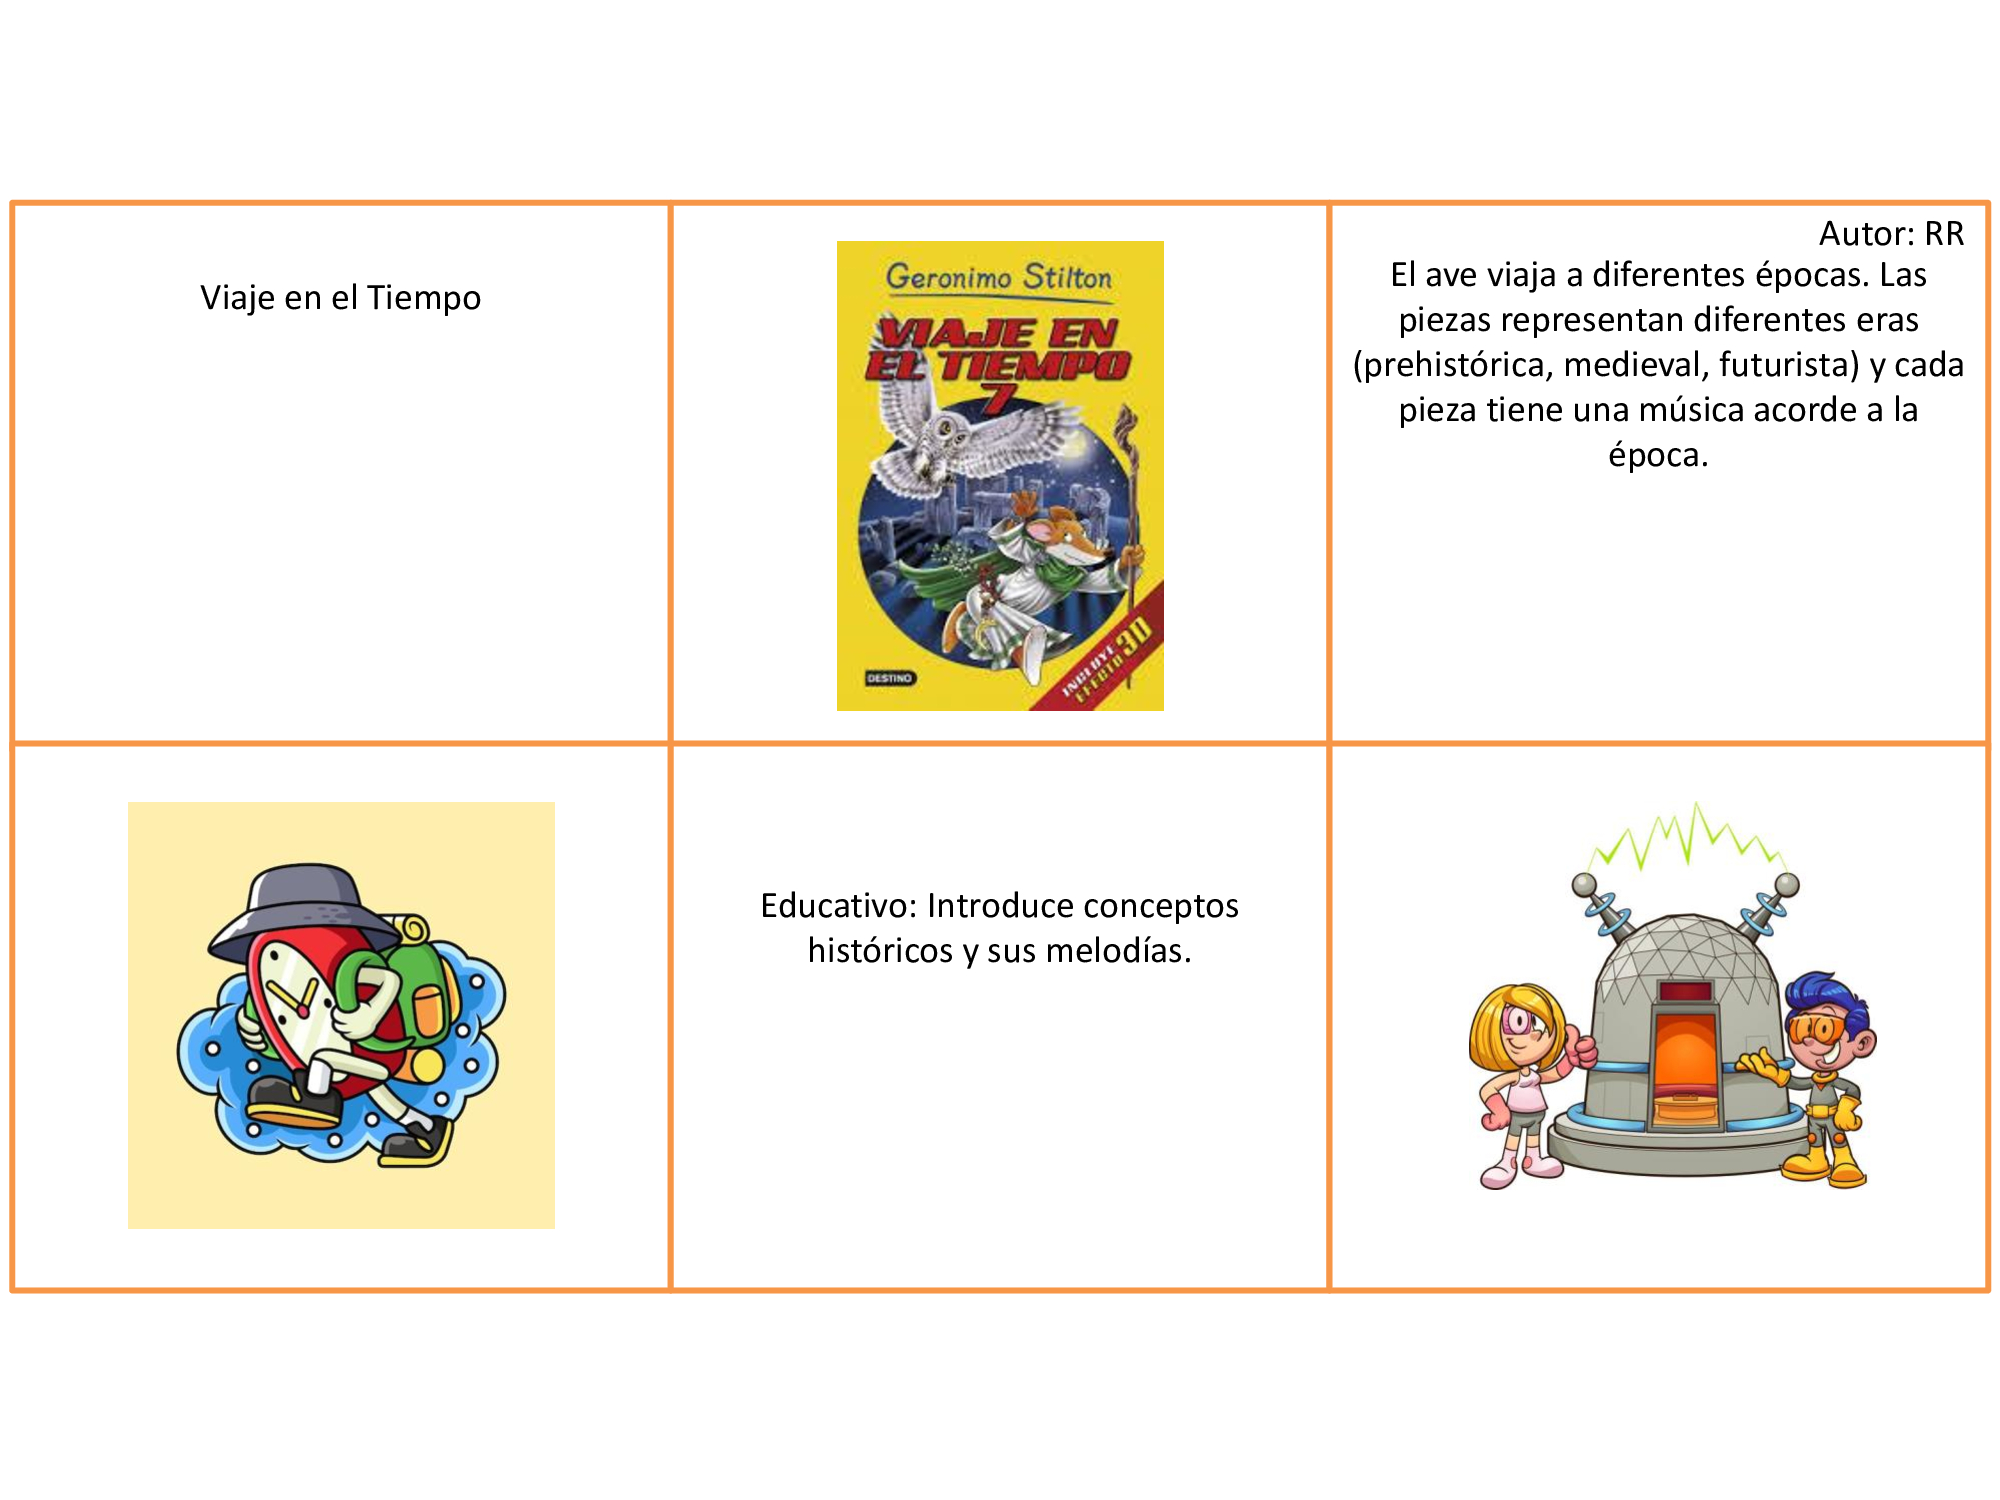 Viaje en el Tiempo
Geronimo Stilton
VIAJE EN
EL TIEMPO
7
DESTINO
INCLUYE
EFECTO 3D
Autor: RR
El ave viaja a diferentes épocas. Las
piezas representan diferentes eras
(prehistórica, medieval, futurista) y cada
pieza tiene una música acorde a la
época.
Educativo: Introduce conceptos
históricos y sus melodías.